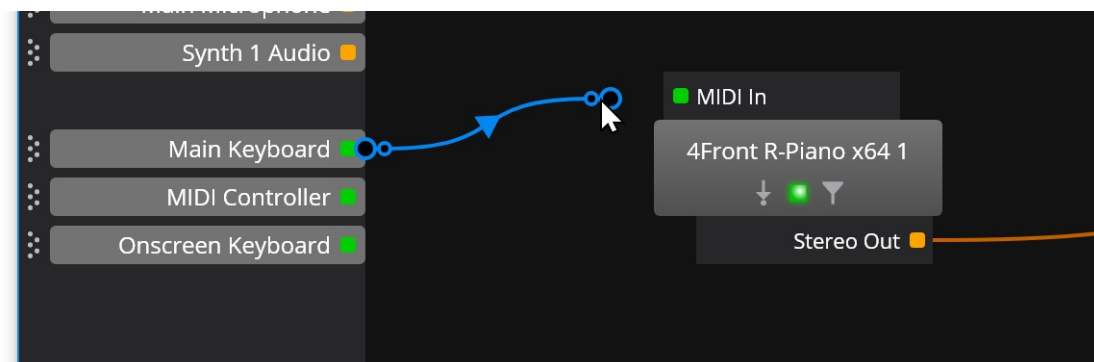 Synth 1 Audio
Main Keyboard
MIDI Controller
Onscreen Keyboard
MIDI In
4Front R-Piano x64 1
Stereo Out